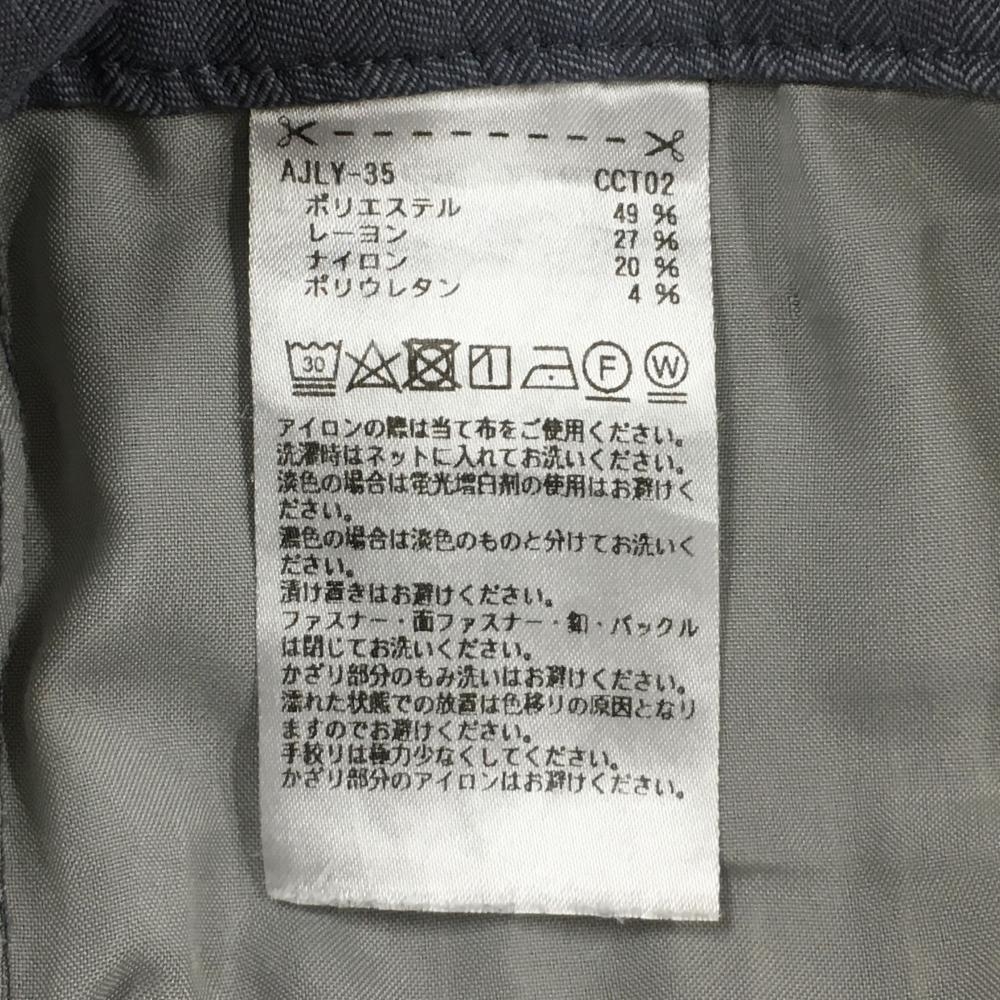 AJLY-35 CCT02
ポリエステル 49 %
レーヨン 27 %
ナイロン 20 %
ポリウレタン 4 %
30 F W
アイロンの際は当て布をご使用ください。
洗濯時はネットに入れてお洗いください。
淡色の場合は蛍光増白剤の使用はお避けく
ださい。
濃色の場合は淡色のものと分けてお洗いく
ださい。
漬け置きはお避けください。
ファスナー・面ファスナー・釦・バックル
は閉じてお洗いください。
かざり部分のもみ洗いはお避けください。
濡れた状態での放置は色移りの原因となり
ますのでお避けください。
手絞りは極力少なくしてください。
かざり部分のアイロンはお避けください。